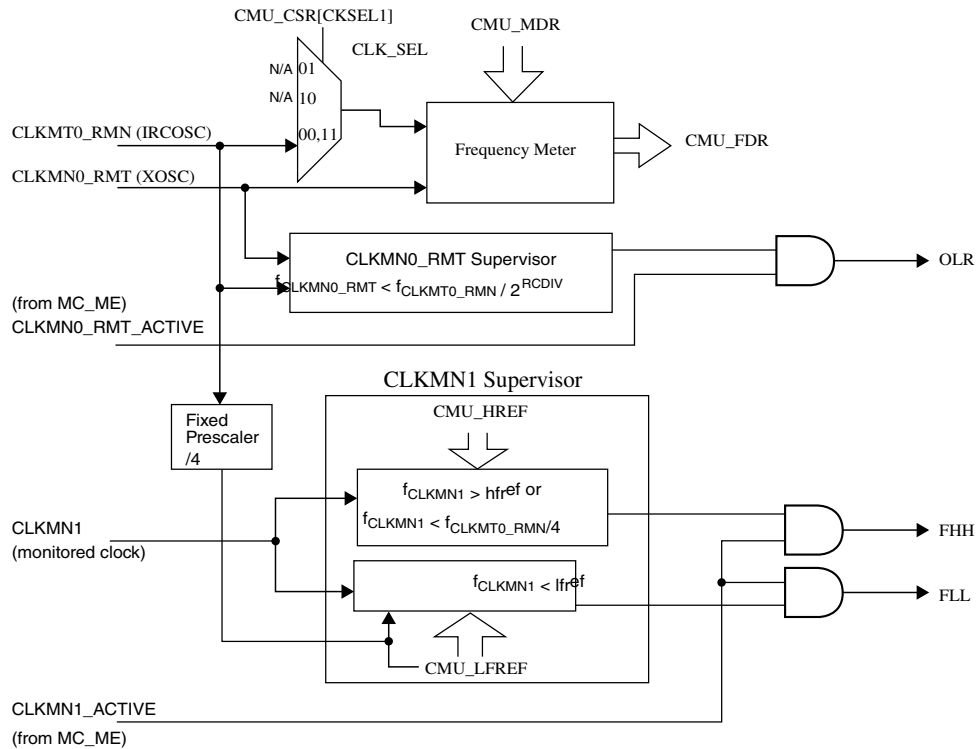 CMU_CSR[CKSEL1]
CLK_SEL
CMU_MDR
N/A 01
N/A 10
00,11
CLKMT0_RMN (IRCOSC)
Frequency Meter
CMU_FDR
CLKMN0_RMT (XOSC)
CLKMN0_RMT Supervisor
fCLKMN0_RMT < fCLKMT0_RMN / 2^RCDIV
OLR
(from MC_ME)
CLKMN0_RMT_ACTIVE
CLKMN1 Supervisor
Fixed
Prescaler
/4
CMU_HREF
fCLKMN1 > hfref or
fCLKMN1 < fCLKMT0_RMN/4
CLKMN1
(monitored clock)
FHH
fCLKMN1 < lfref
FLL
CMU_LFREF
CLKMN1_ACTIVE
(from MC_ME)